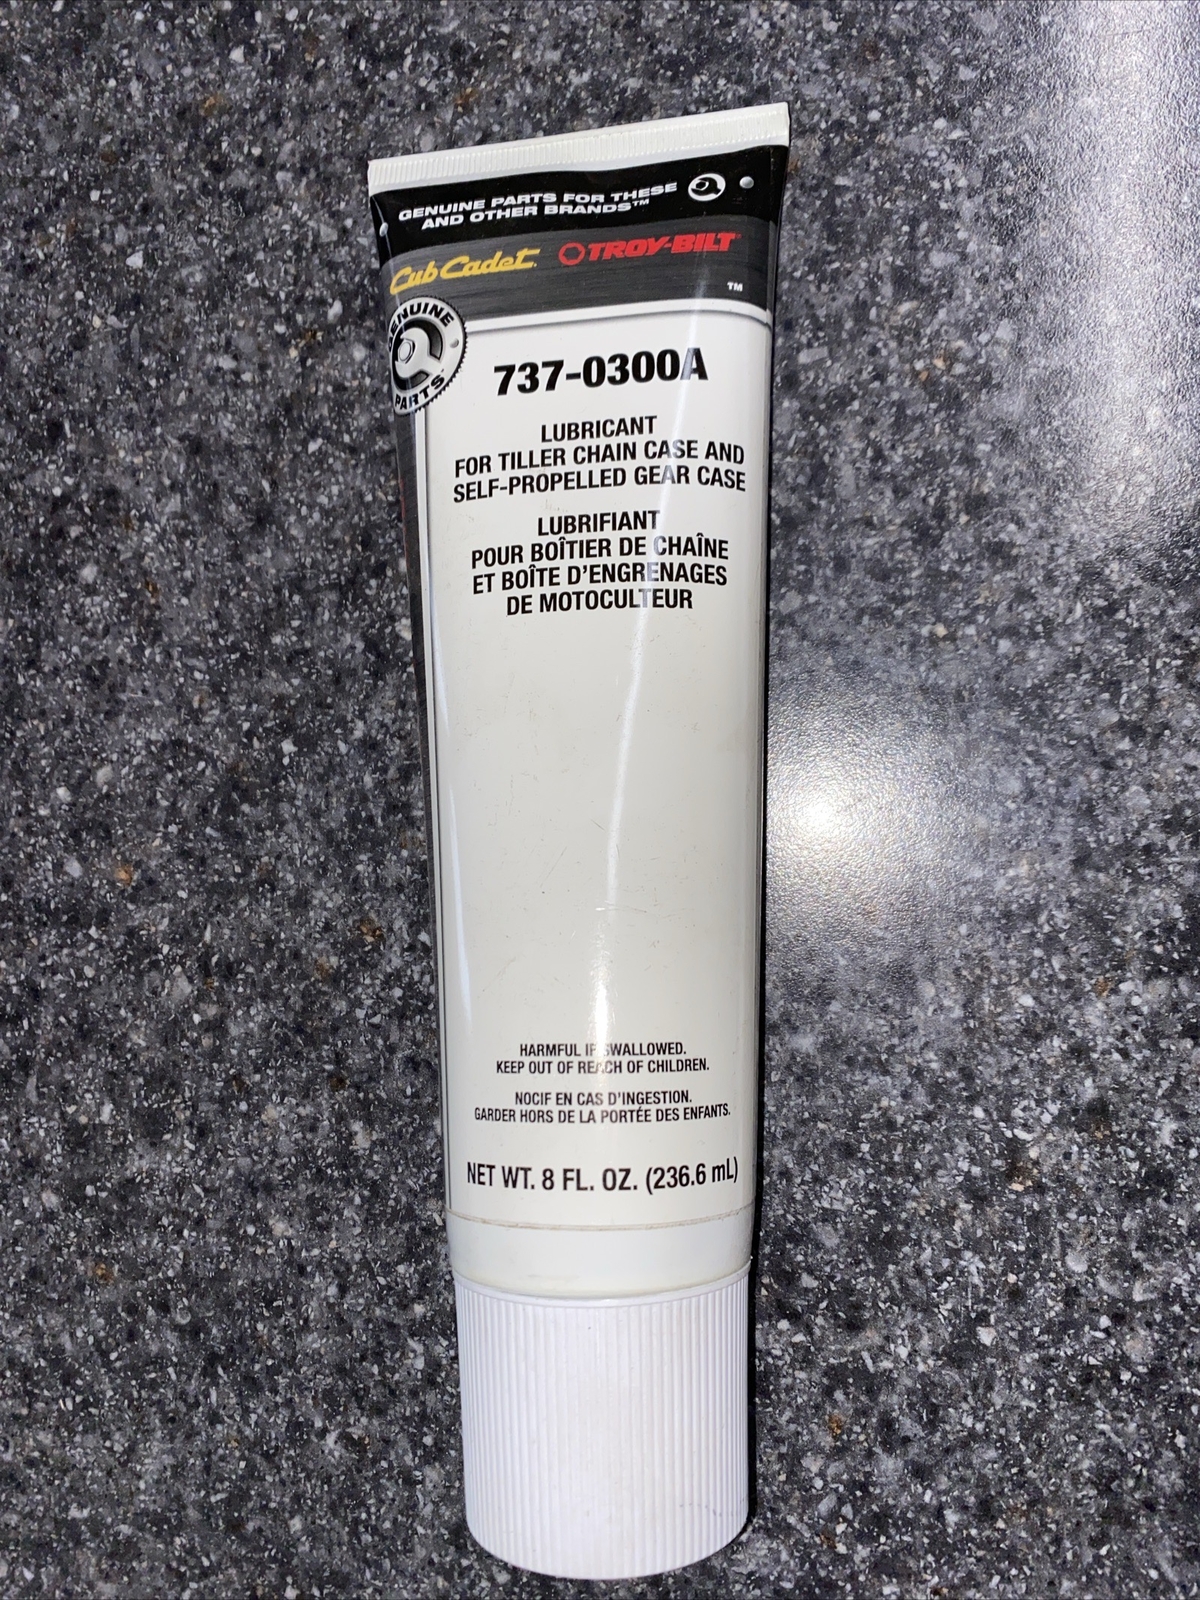 GENUINE PARTS FOR THESE
AND OTHER BRANDS™
Cub Cadet
TROY-BILT
™
GENUINE
PARTS
737-0300A
LUBRICANT
FOR TILLER CHAIN CASE AND
SELF-PROPELLED GEAR CASE
LUBRIFIANT
POUR BOÎTIER DE CHAÎNE
ET BOÎTE D'ENGRENAGES
DE MOTOCULTEUR
HARMFUL IF SWALLOWED.
KEEP OUT OF REACH OF CHILDREN.
NOCIF EN CAS D'INGESTION.
GARDER HORS DE LA PORTÉE DES ENFANTS.
NET WT. 8 FL. OZ. (236.6 mL)